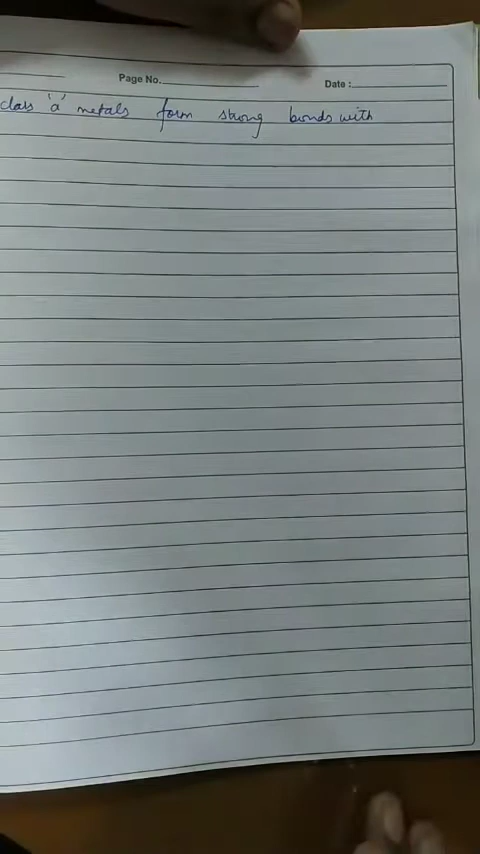 Page No. Date :
class 'a' metals form strong bonds with